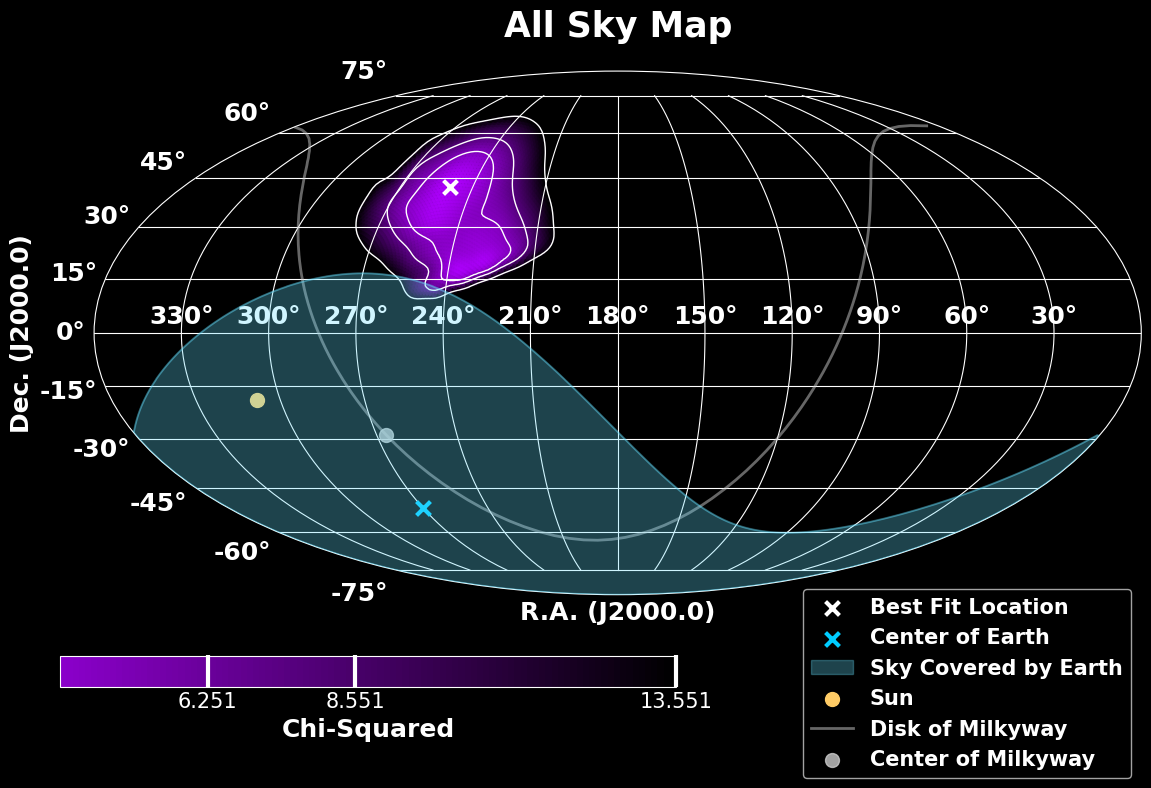 All Sky Map
75°
60°
45°
30°
15°
0°
-15°
-30°
-45°
-60°
-75°
Dec. (J2000.0)
330° 300° 270° 240° 210° 180° 150° 120° 90° 60° 30°
R.A. (J2000.0)
6.251 8.551 13.551
Chi-Squared
Best Fit Location
Center of Earth
Sky Covered by Earth
Sun
Disk of Milkyway
Center of Milkyway